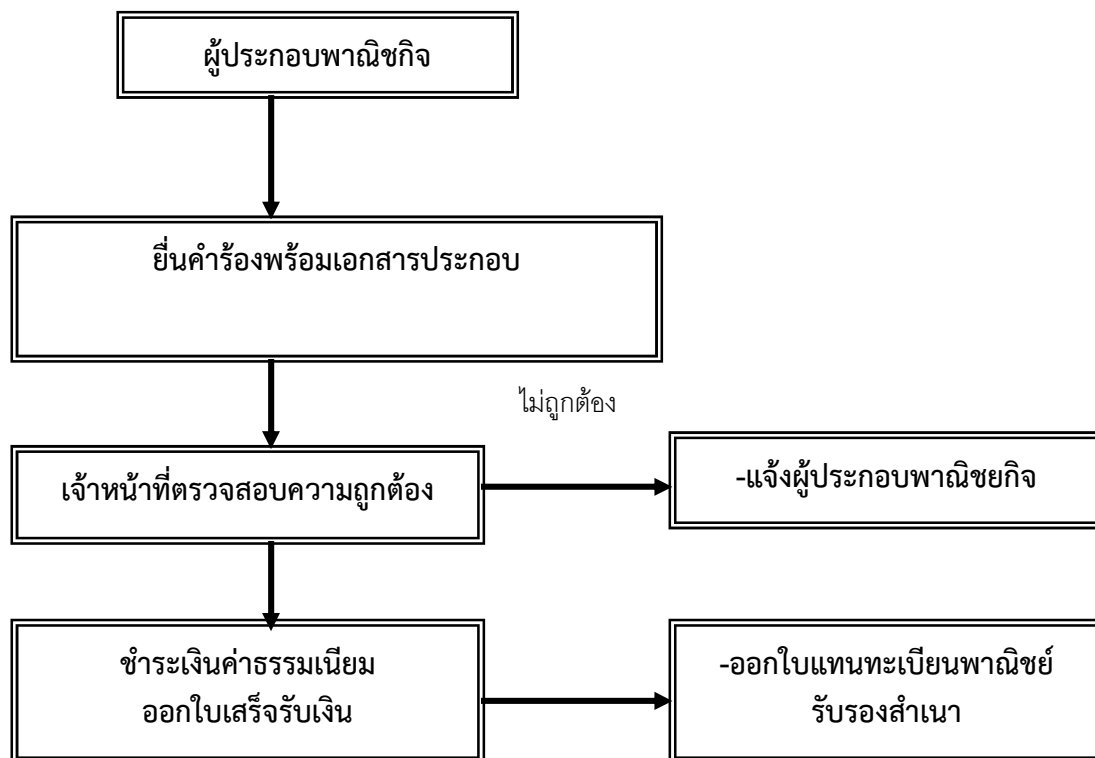 ผู้ประกอบพาณิชกิจ
ยื่นคำร้องพร้อมเอกสารประกอบ
ไม่ถูกต้อง
เจ้าหน้าที่ตรวจสอบความถูกต้อง
-แจ้งผู้ประกอบพาณิชยกิจ
ชำระเงินค่าธรรมเนียม
ออกใบเสร็จรับเงิน
-ออกใบแทนทะเบียนพาณิชย์
รับรองสำเนา